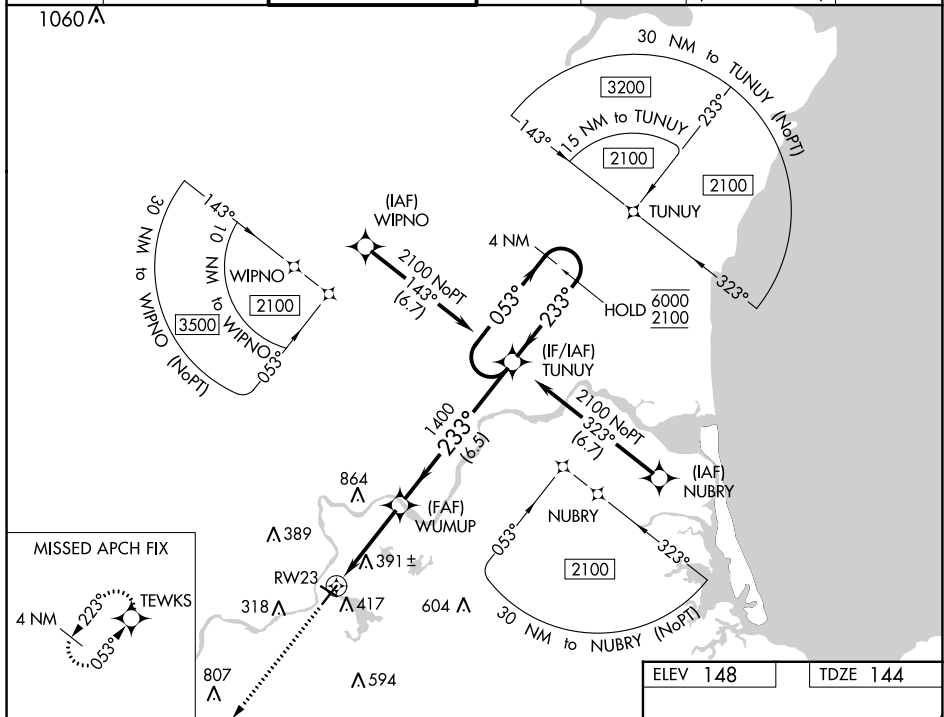 1060
30 NM to TUNUY (NoPT)
3200
233°
143°
15 NM to TUNUY
2100
2100
TUNUY
323°
(IAF)
WIPNO
143°
30 NM to WIPNO (NoPT)
10 NM to WIPNO
WIPNO
2100
3500
053°
2100 NoPT
143°
(6.7)
4 NM
053°
233°
HOLD
6000
2100
(IF/IAF)
TUNUY
1400
233°
(6.5)
2100 NoPT
323°
(6.7)
(IAF)
NUBRY
864
(FAF)
WUMUP
389
391±
NUBRY
053°
323°
2100
30 NM to NUBRY (NoPT)
MISSED APCH FIX
4 NM
223°
053°
TEWKS
RW23
318
417
604
807
594
ELEV 148
TDZE 144